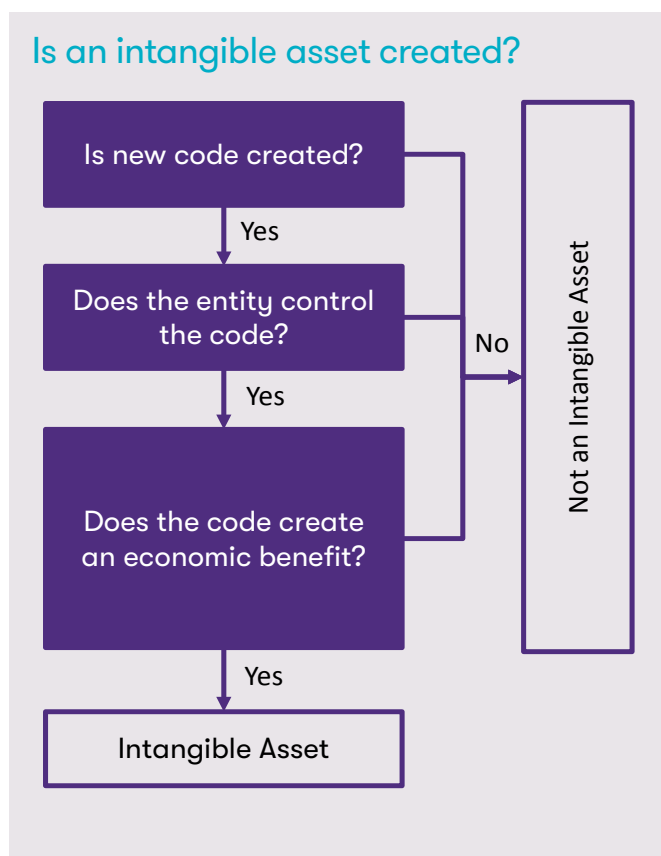 Is an intangible asset created?
Is new code created?
Yes
Does the entity control
the code?
No
Yes
Does the code create
an economic benefit?
Yes
Intangible Asset
Not an Intangible Asset